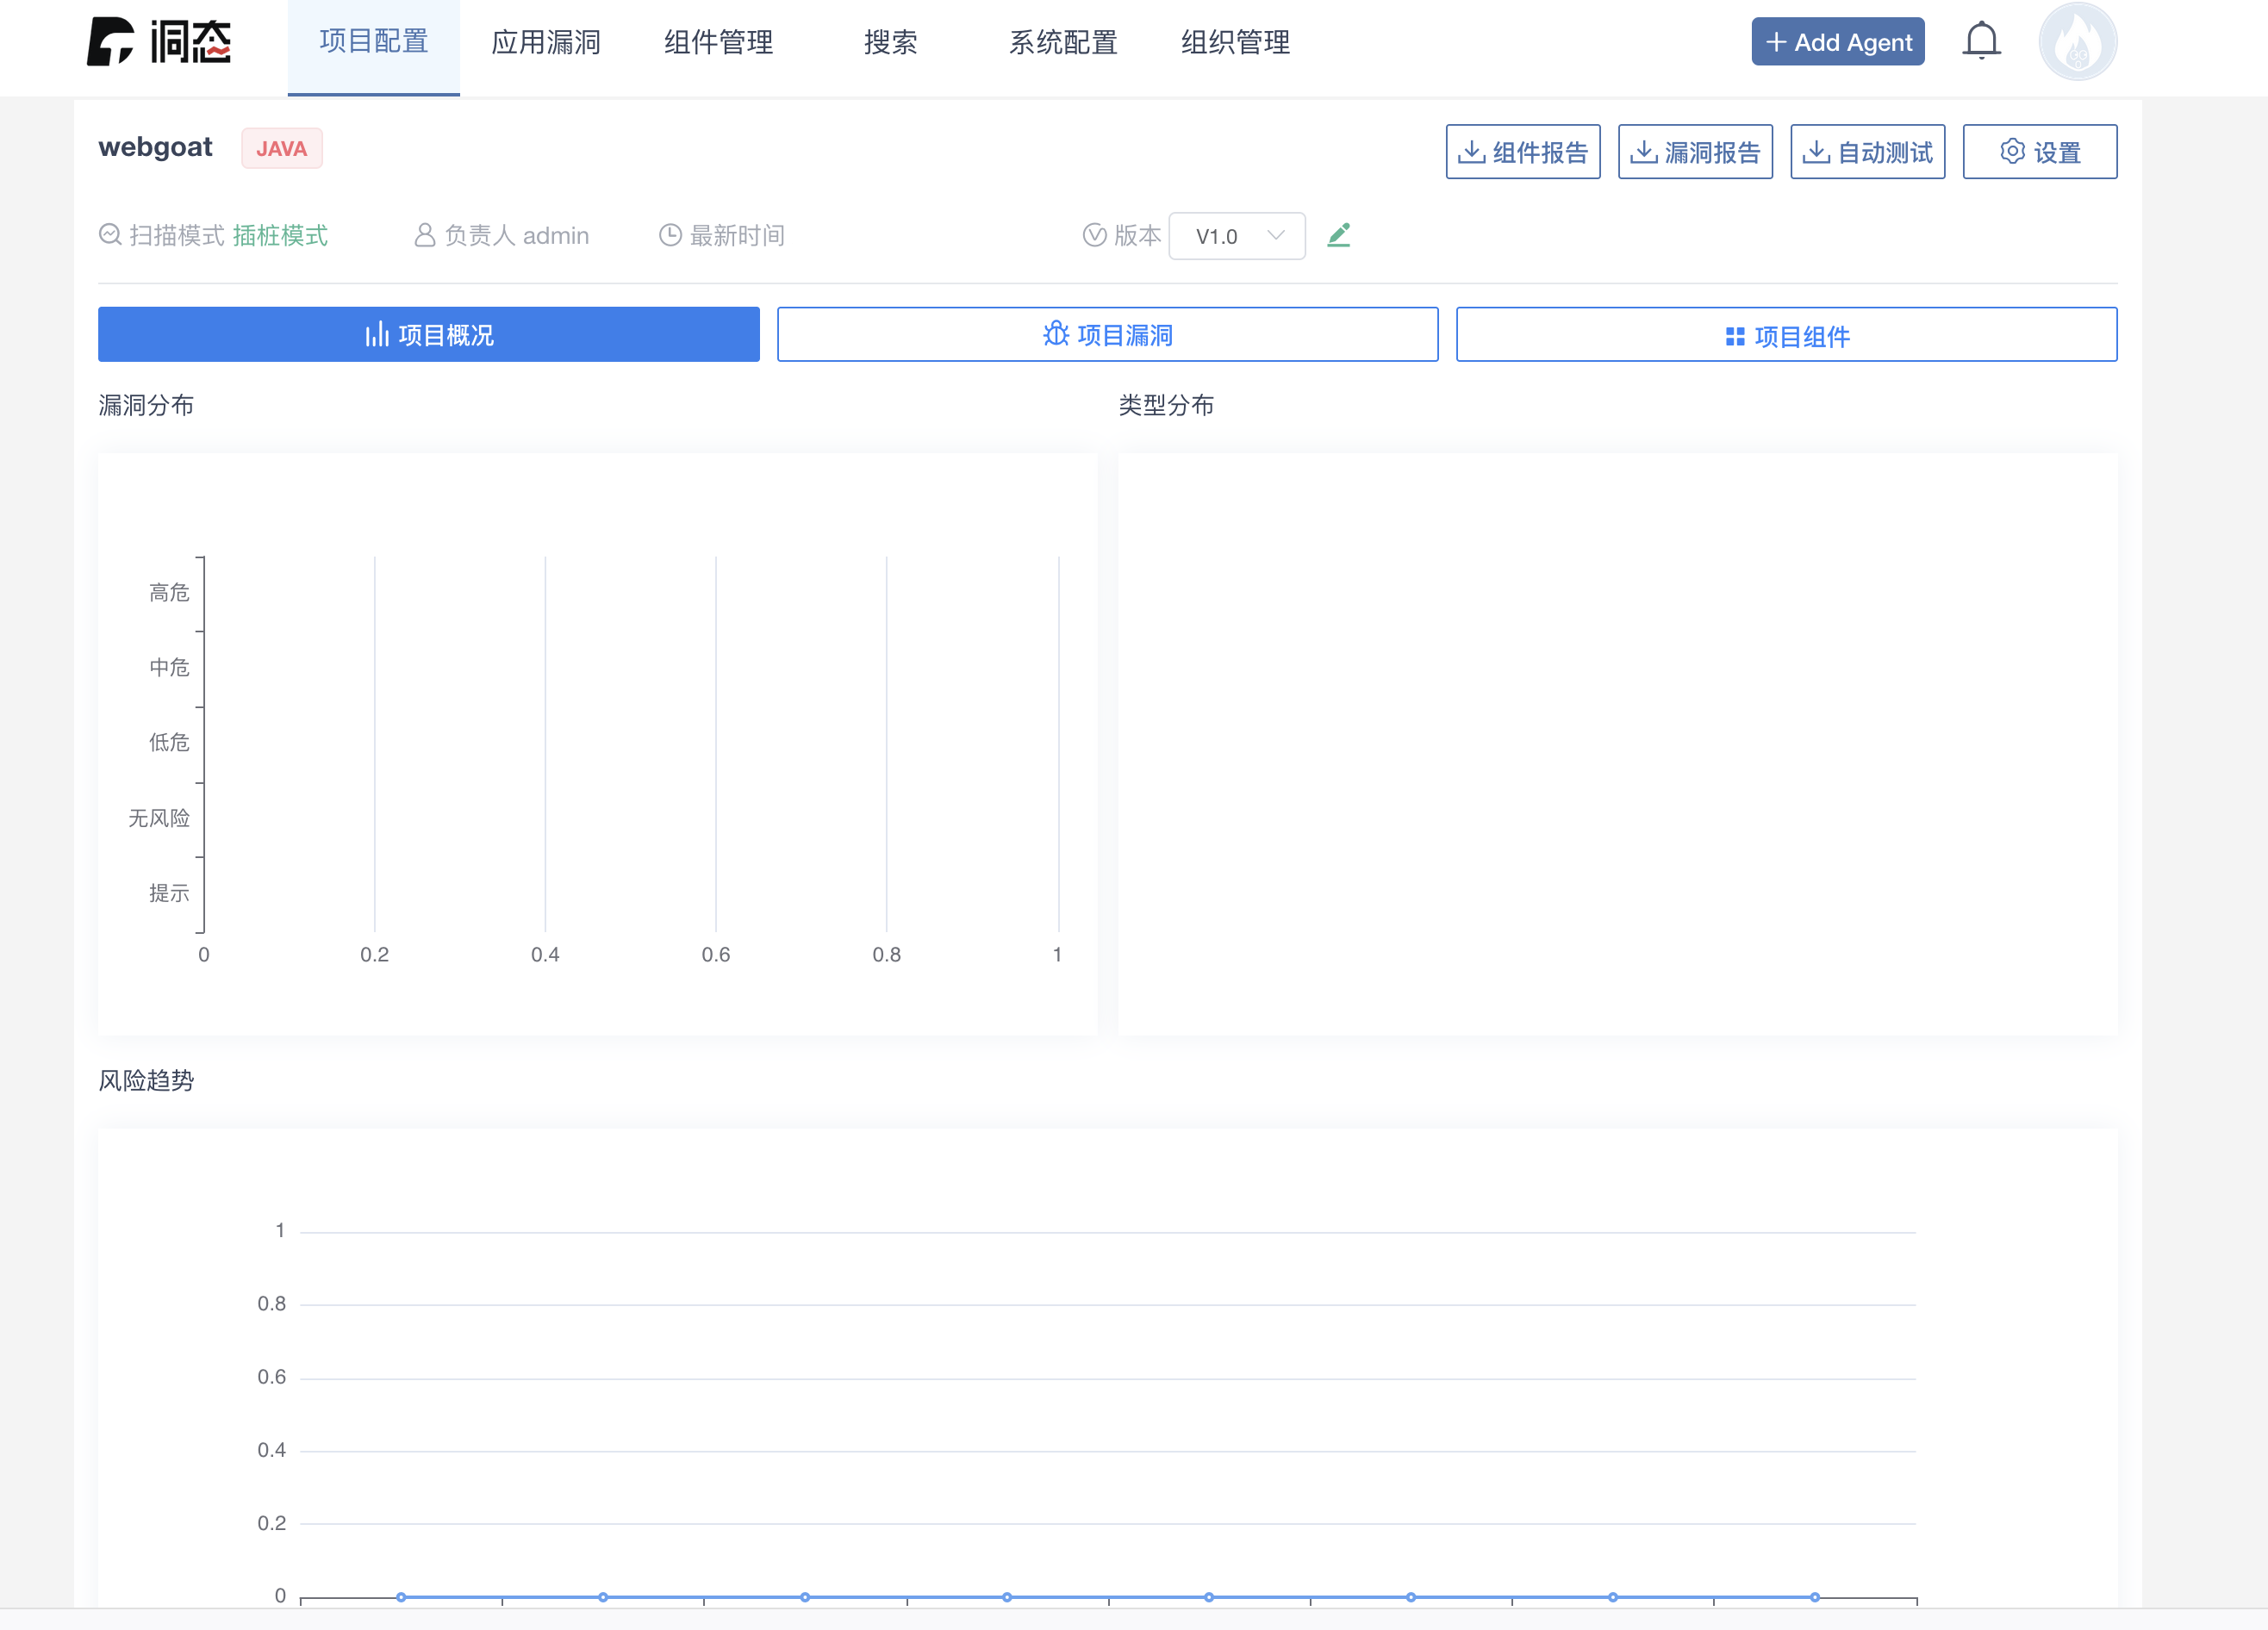 洞态
项目配置 应用漏洞 组件管理 搜索 系统配置 组织管理 + Add Agent
webgoat JAVA 组件报告 漏洞报告 自动测试 设置
扫描模式 插桩模式 负责人 admin 最新时间 版本 V1.0
项目概况 项目漏洞 项目组件
漏洞分布 类型分布
高危
中危
低危
无风险
提示
0 0.2 0.4 0.6 0.8 1
风险趋势
1
0.8
0.6
0.4
0.2
0